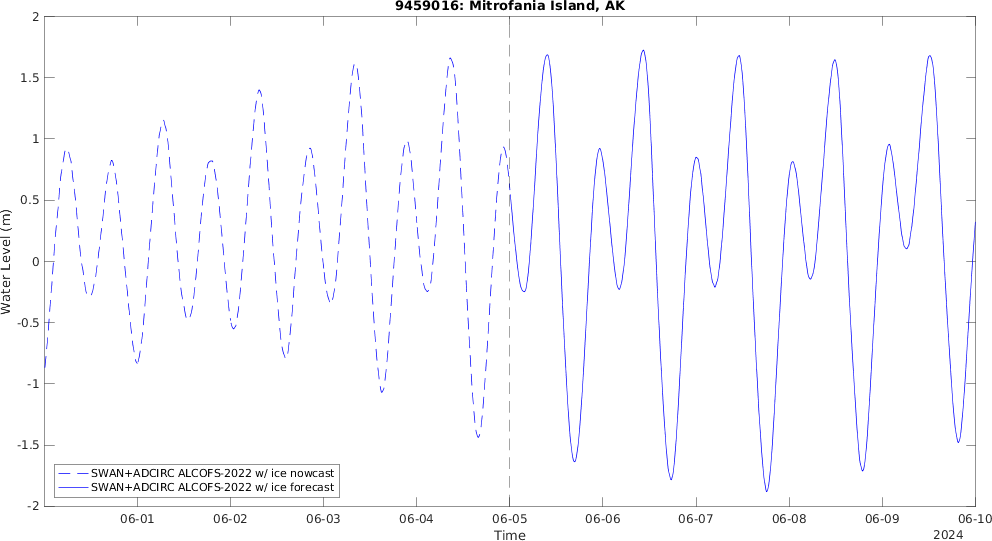 9459016: Mitrofania Island, AK
Water Level (m)
2
1.5
1
0.5
0
-0.5
-1
-1.5
-2
SWAN+ADCIRC ALCOFS-2022 w/ ice nowcast
SWAN+ADCIRC ALCOFS-2022 w/ ice forecast
06-01 06-02 06-03 06-04 06-05 06-06 06-07 06-08 06-09 06-10
Time
2024